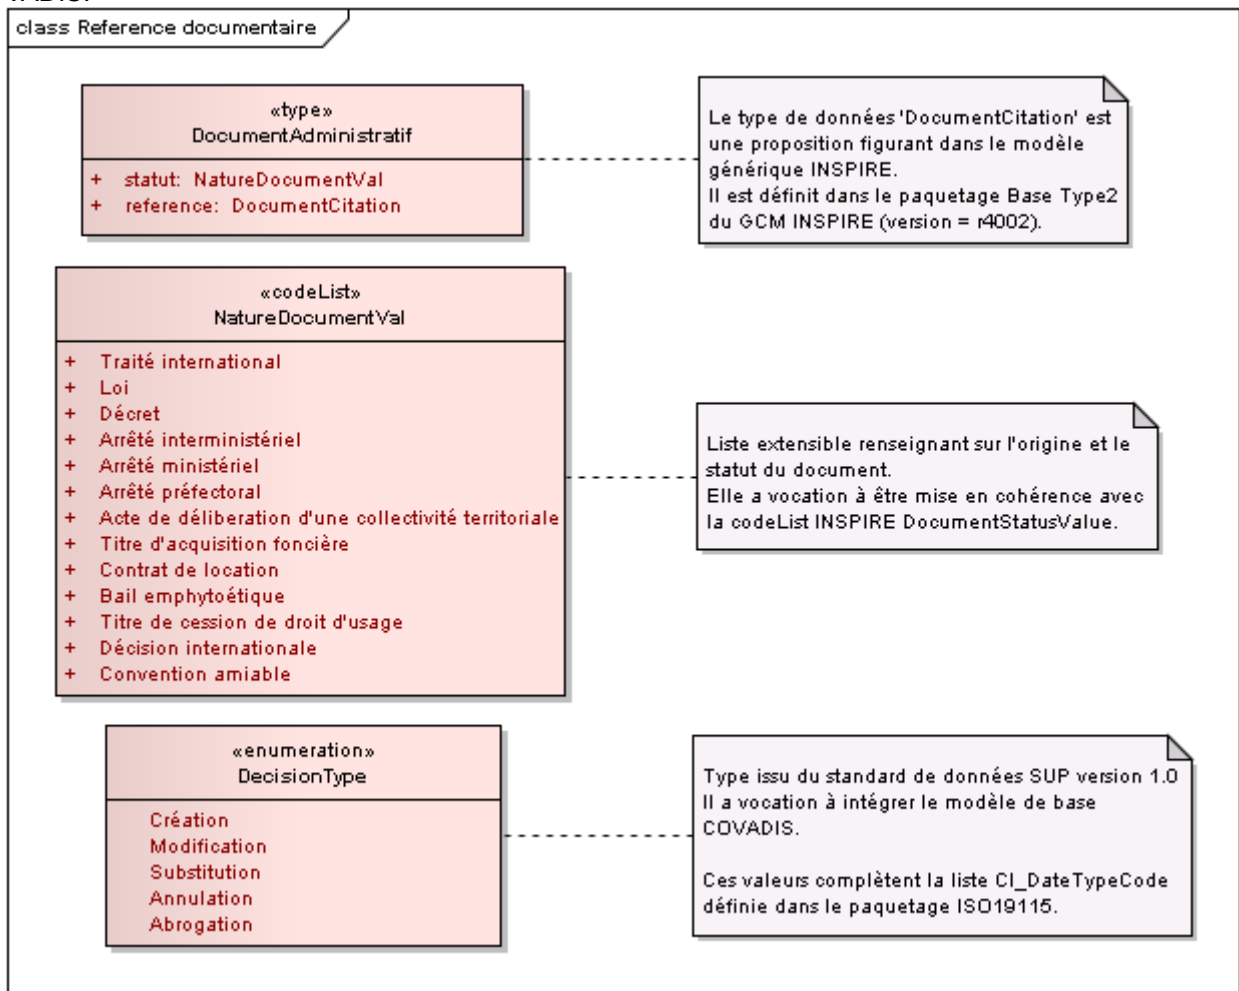 class Reference documentaire
«type»
DocumentAdministratif
+ statut: NatureDocumentVal
+ reference: DocumentCitation
Le type de données 'DocumentCitation' est
une proposition figurant dans le modèle
générique INSPIRE.
Il est définit dans le paquetage Base Type2
du GCM INSPIRE (version = r4002).
«codeList»
NatureDocumentVal
+ Traité international
+ Loi
+ Décret
+ Arrêté interministériel
+ Arrêté ministériel
+ Arrêté préfectoral
+ Acte de déliberation d'une collectivité territoriale
+ Titre d'acquisition foncière
+ Contrat de location
+ Bail emphytoétique
+ Titre de cession de droit d'usage
+ Décision internationale
+ Convention amiable
Liste extensible renseignant sur l'origine et le
statut du document.
Elle a vocation à être mise en cohérence avec
la codeList INSPIRE DocumentStatusValue.
«enumeration»
DecisionType
Création
Modification
Substitution
Annulation
Abrogation
Type issu du standard de données SUP version 1.0
Il a vocation à intégrer le modèle de base
COVADIS.
Ces valeurs complètent la liste CI_DateTypeCode
définie dans le paquetage ISO19115.